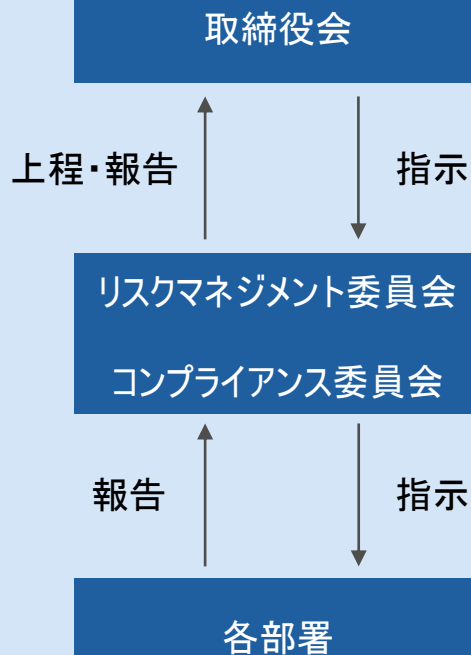 取締役会
上程・報告
指示
リスクマネジメント委員会
コンプライアンス委員会
報告
指示
各部署